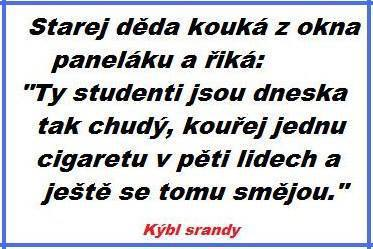 Starej děda kouká z okna
paneláku a řiká:
"Ty studenti jsou dneska
tak chudý, kouřej jednu
cigaretu v pěti lidech a
ještě se tomu smějou."
Kýbl srandy